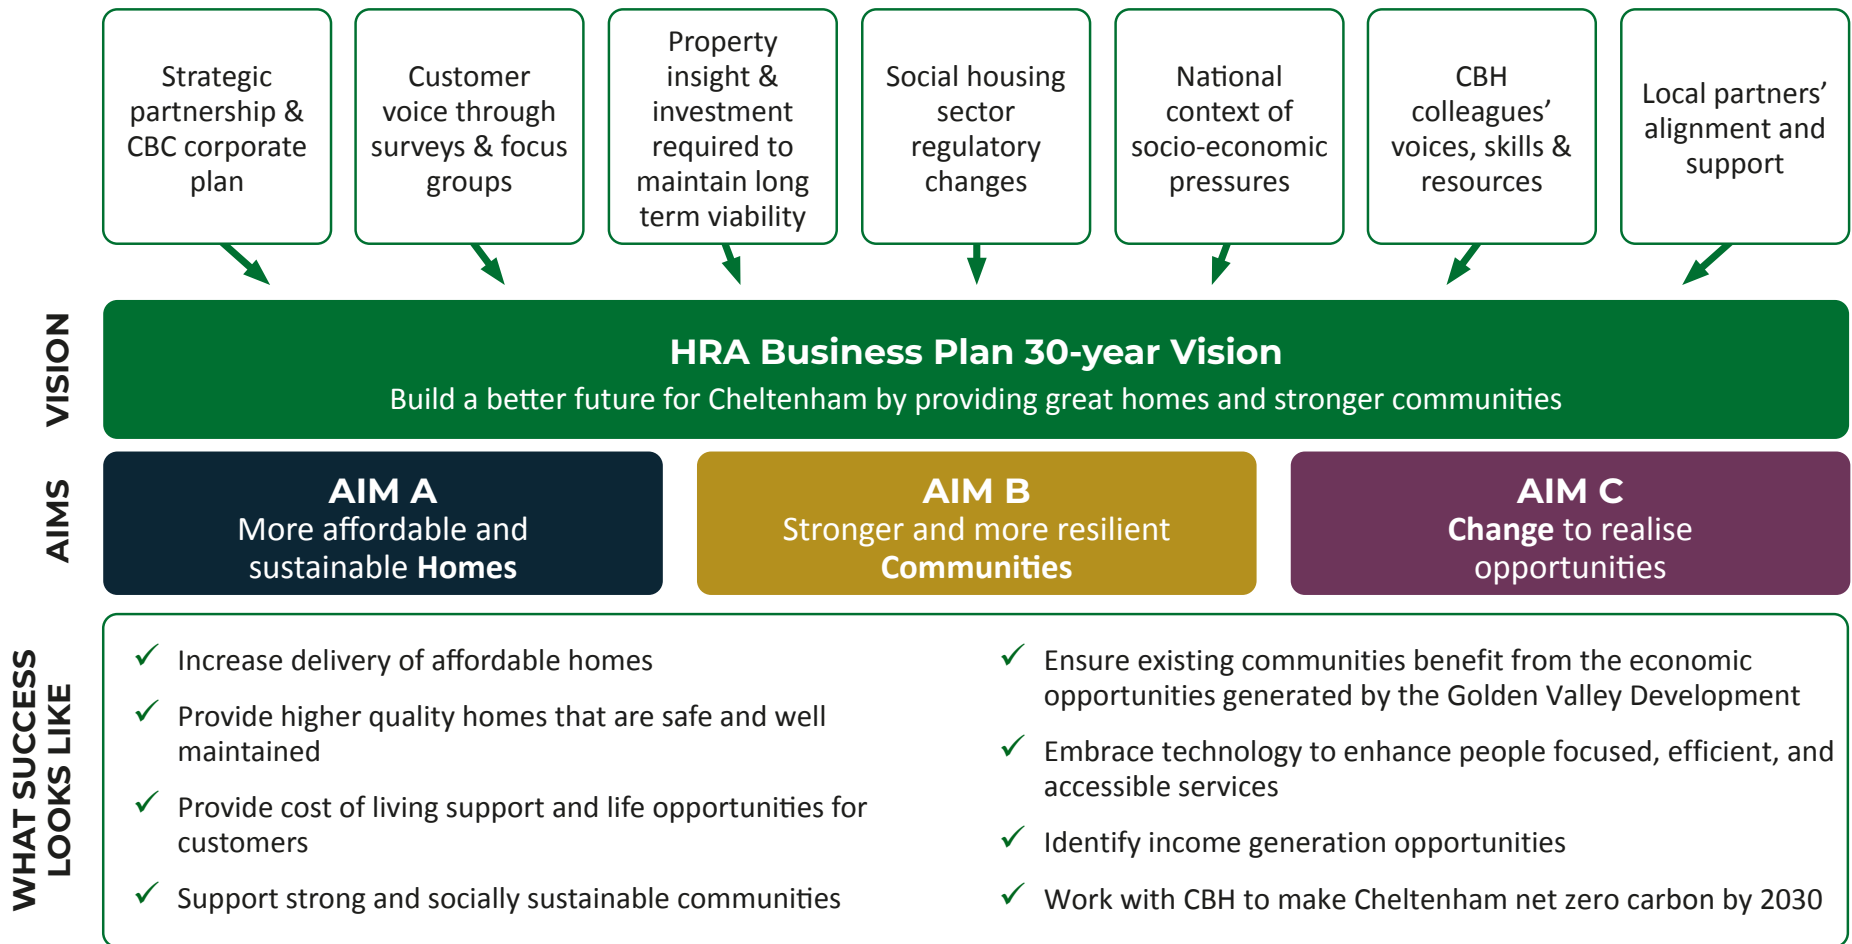 Strategic
partnership &
CBC corporate
plan
Customer
voice through
surveys & focus
groups
Property
insight &
investment
required to
maintain long
term viability
Social housing
sector
regulatory
changes
National
context of
socio-economic
pressures
CBH
colleagues’
voices, skills &
resources
Local partners’
alignment and
support
VISION
HRA Business Plan 30-year Vision
Build a better future for Cheltenham by providing great homes and stronger communities
AIMS
AIM A
More affordable and
sustainable Homes
AIM B
Stronger and more resilient
Communities
AIM C
Change to realise
opportunities
WHAT SUCCESS
LOOKS LIKE
✓ Increase delivery of affordable homes
✓ Provide higher quality homes that are safe and well
maintained
✓ Provide cost of living support and life opportunities for
customers
✓ Support strong and socially sustainable communities
✓ Ensure existing communities benefit from the economic
opportunities generated by the Golden Valley Development
✓ Embrace technology to enhance people focused, efficient, and
accessible services
✓ Identify income generation opportunities
✓ Work with CBH to make Cheltenham net zero carbon by 2030